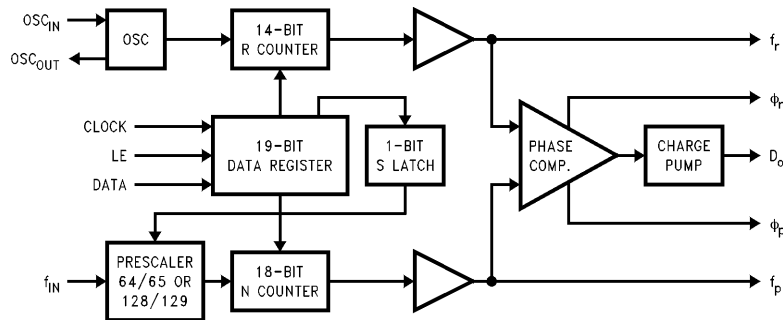 OSC_IN
OSC_OUT
OSC
14-BIT
R COUNTER
f_r
ϕ_r
CLOCK
LE
DATA
19-BIT
DATA REGISTER
1-BIT
S LATCH
PHASE
COMP.
CHARGE
PUMP
D_o
ϕ_p
f_IN
PRESCALER
64/65 OR
128/129
18-BIT
N COUNTER
f_p